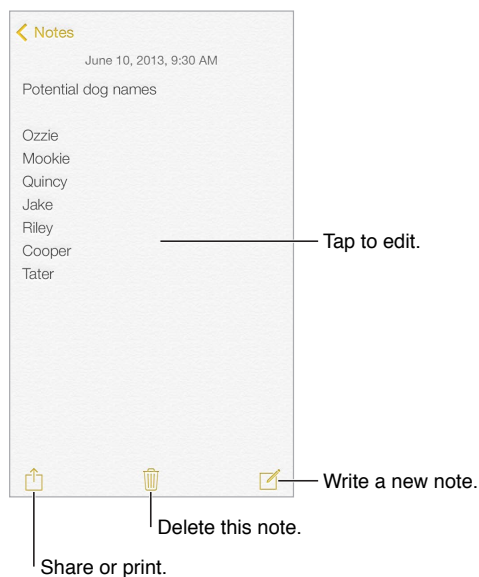 Notes
June 10, 2013, 9:30 AM
Potential dog names
Ozzie
Mookie
Quincy
Jake
Riley
Cooper
Tater
Tap to edit.
Write a new note.
Delete this note.
Share or print.